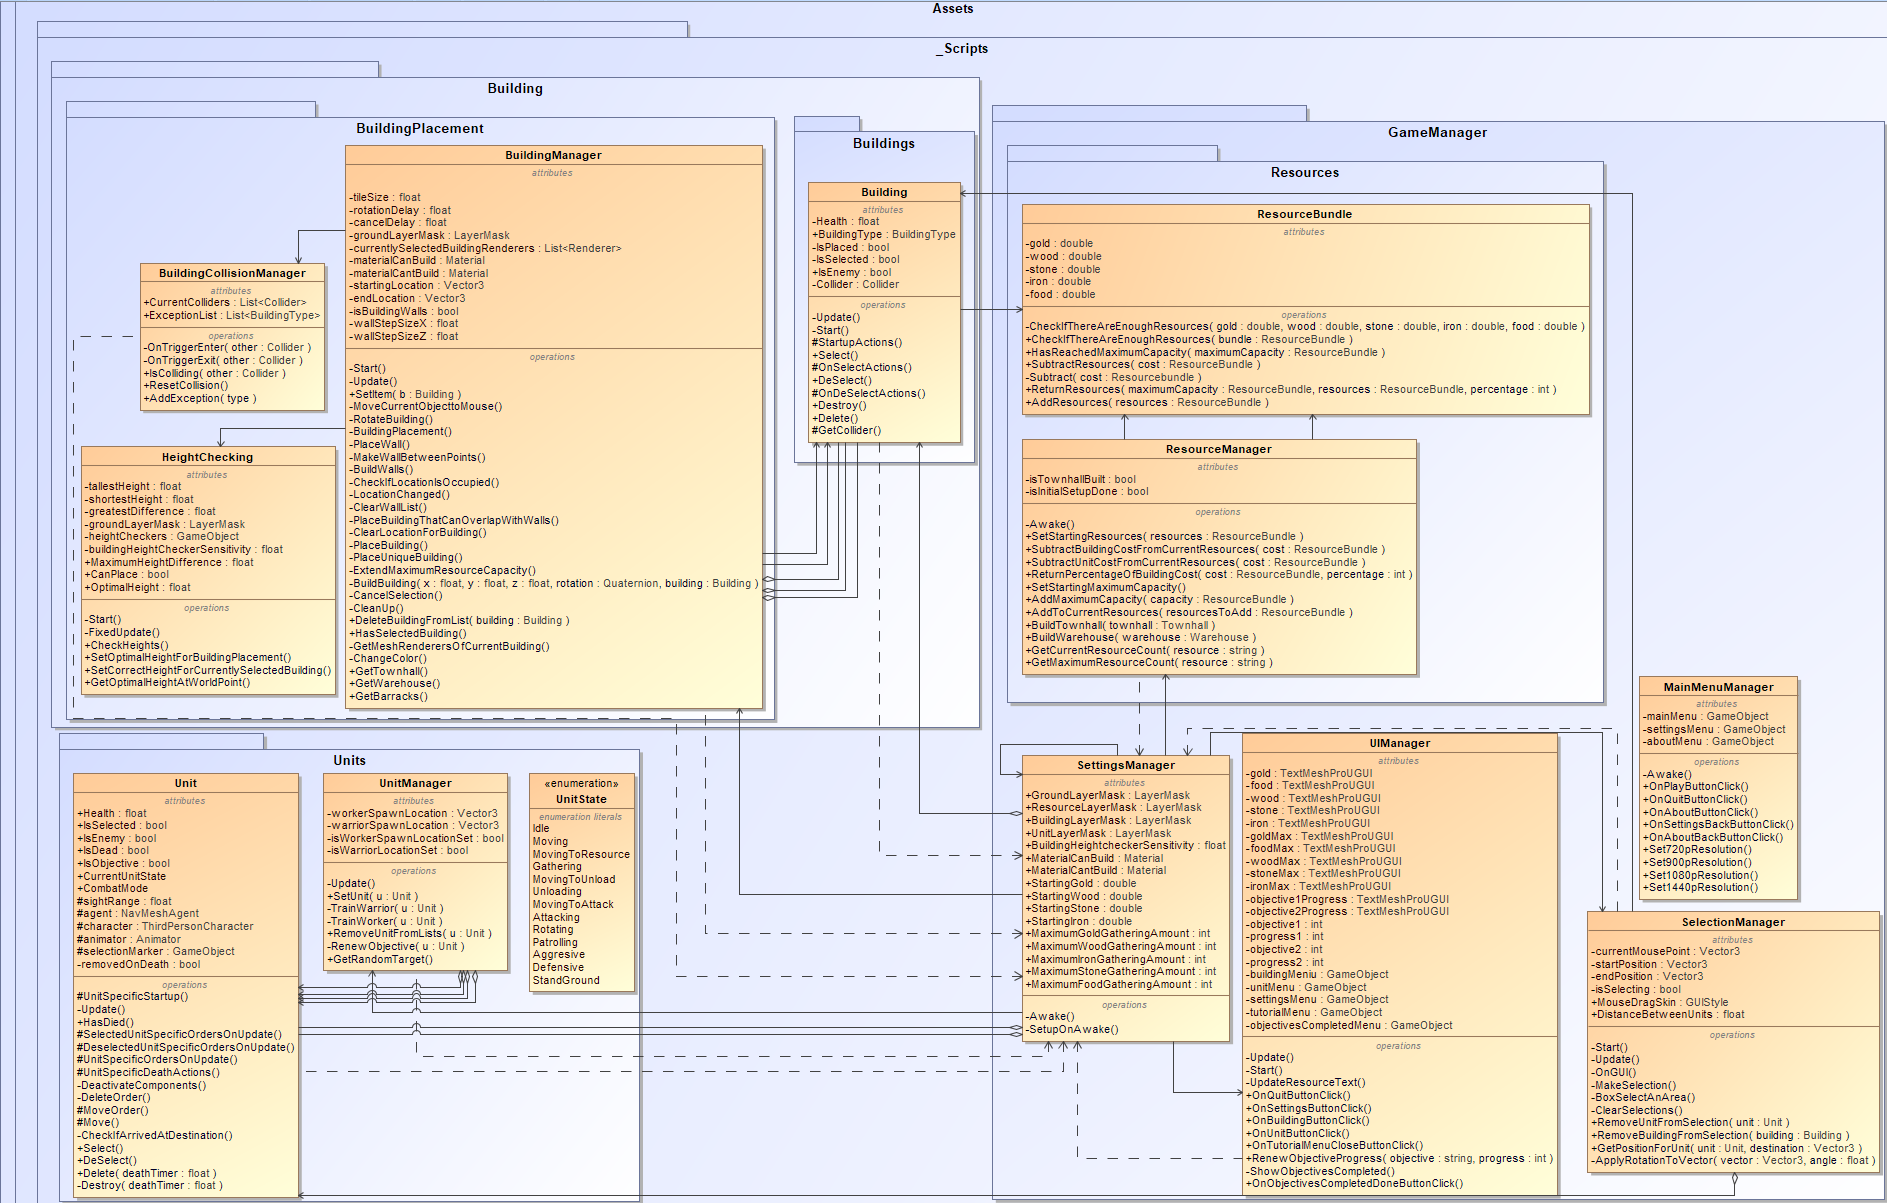 Assets
_Scripts
Building
BuildingPlacement
BuildingManager
attributes
-tileSize : float
-rotationDelay : float
-cancelDelay : float
-groundLayerMask : LayerMask
-currentlySelectedBuildingRenderers : List<Renderer>
-materialCanBuild : Material
-materialCantBuild : Material
-startingLocation : Vector3
-endLocation : Vector3
-isBuildingWalls : bool
-wallStepSizeX : float
-wallStepSizeZ : float
operations
-Start()
-Update()
+SetItem( b : Building )
-MoveCurrentObjecttoMouse()
-RotateBuilding()
-BuildingPlacement()
-PlaceWall()
-MakeWallBetweenPoints()
-BuildWalls()
-CheckIfLocationIsOccupied()
-LocationChanged()
-ClearWallList()
-PlaceBuildingThatCanOverlapWithWalls()
-ClearLocationForBuilding()
-PlaceBuilding()
-PlaceUniqueBuilding()
-ExtendMaximumResourceCapacity()
-BuildBuilding( x : float, y : float, z : float, rotation : Quaternion, building : Building )
-CancelSelection()
-CleanUp()
+DeleteBuildingFromList( building : Building )
+HasSelectedBuilding()
-GetMeshRenderersOfCurrentBuilding()
-ChangeColor()
+GetTownhall()
+GetWarehouse()
+GetBarracks()
BuildingCollisionManager
attributes
+CurrentColliders : List<Collider>
+ExceptionList : List<BuildingType>
operations
-OnTriggerEnter( other : Collider )
-OnTriggerExit( other : Collider )
+IsColliding( other : Collider )
+ResetCollision()
+AddException( type )
HeightChecking
attributes
-tallestHeight : float
-shortestHeight : float
-greatestDifference : float
-groundLayerMask : LayerMask
-heightCheckers : GameObject
-buildingHeightCheckerSensitivity : float
+MaximumHeightDifference : float
+CanPlace : bool
+OptimalHeight : float
operations
-Start()
-FixedUpdate()
+CheckHeights()
+SetOptimalHeightForBuildingPlacement()
+SetCorrectHeightForCurrentlySelectedBuilding()
-GetOptimalHeightAtWorldPoint()
Buildings
Building
attributes
-Health : float
+BuildingType : BuildingType
-IsPlaced : bool
-IsSelected : bool
+IsEnemy : bool
-Collider : Collider
operations
-Update()
-Start()
#StartupActions()
+Select()
#OnSelectActions()
+DeSelect()
#OnDeSelectActions()
+Destroy()
+Delete()
#GetCollider()
GameManager
Resources
ResourceBundle
attributes
-gold : double
-wood : double
-stone : double
-iron : double
-food : double
operations
-CheckIfThereAreEnoughResources( gold : double, wood : double, stone : double, iron : double, food : double )
+CheckIfThereAreEnoughResources( bundle : ResourceBundle )
+HasReachedMaximumCapacity( maximumCapacity : ResourceBundle )
+SubtractResources( cost : ResourceBundle )
-Subtract( cost : Resourcebundle )
+ReturnResources( maximumCapacity : ResourceBundle, resources : ResourceBundle, percentage : int )
+AddResources( resources : ResourceBundle )
ResourceManager
attributes
-isTownhallBuilt : bool
-isInitialSetupDone : bool
operations
-Awake()
+SetStartingResources( resources : ResourceBundle )
+SubtractBuildingCostFromCurrentResources( cost : ResourceBundle )
+SubtractUnitCostFromCurrentResources( cost : ResourceBundle )
+ReturnPercentageOfBuildingCost( cost : ResourceBundle, percentage : int )
+SetStartingMaximumCapacity()
+AddMaximumCapacity( capacity : ResourceBundle )
+AddToCurrentResources( resourcesToAdd : ResourceBundle )
+BuildTownhall( townhall : Townhall )
+BuildWarehouse( warehouse : Warehouse )
+GetCurrentResourceCount( resource : string )
+GetMaximumResourceCount( resource : string )
Units
Unit
attributes
+Health : float
+IsSelected : bool
+IsEnemy : bool
+IsDead : bool
+IsObjective : bool
+CurrentUnitState
+CombatMode
#sightRange : float
#agent : NavMeshAgent
#character : ThirdPersonCharacter
#animator : Animator
#selectionMarker : GameObject
-removedOnDeath : bool
operations
#UnitSpecificStartup()
-Update()
+HasDied()
#SelectedUnitSpecificOrdersOnUpdate()
#DeselectedUnitSpecificOrdersOnUpdate()
#UnitSpecificOrdersOnUpdate()
#UnitSpecificDeathActions()
-DeactivateComponents()
-DeleteOrder()
#MoveOrder()
#Move()
-CheckIfArrivedAtDestination()
+Select()
+DeSelect()
+Delete( deathTimer : float )
-Destroy( deathTimer : float )
UnitManager
attributes
-workerSpawnLocation : Vector3
-warriorSpawnLocation : Vector3
-isWorkerSpawnLocationSet : bool
-isWarriorLocationSet : bool
operations
-Update()
+SetUnit( u : Unit )
-TrainWarrior( u : Unit )
-TrainWorker( u : Unit )
+RemoveUnitFromLists( u : Unit )
-RenewObjective( u : Unit )
+GetRandomTarget()
«enumeration»
UnitState
enumeration literals
Idle
Moving
MovingToResource
Gathering
MovingToUnload
Unloading
MovingToAttack
Attacking
Rotating
Patrolling
Aggresive
Defensive
StandGround
SettingsManager
attributes
+GroundLayerMask : LayerMask
+ResourceLayerMask : LayerMask
+BuildingLayerMask : LayerMask
+UnitLayerMask : LayerMask
+BuildingHeightcheckerSensitivity : float
+MaterialCanBuild : Material
+MaterialCantBuild : Material
+StartingGold : double
+StartingWood : double
+StartingStone : double
+StartingIron : double
+MaximumGoldGatheringAmount : int
+MaximumWoodGatheringAmount : int
+MaximumIronGatheringAmount : int
+MaximumStoneGatheringAmount : int
+MaximumFoodGatheringAmount : int
operations
-Awake()
-SetupOnAwake()
UIManager
attributes
-gold : TextMeshProUGUI
-food : TextMeshProUGUI
-wood : TextMeshProUGUI
-stone : TextMeshProUGUI
-iron : TextMeshProUGUI
-goldMax : TextMeshProUGUI
-foodMax : TextMeshProUGUI
-woodMax : TextMeshProUGUI
-stoneMax : TextMeshProUGUI
-ironMax : TextMeshProUGUI
-objective1Progress : TextMeshProUGUI
-objective2Progress : TextMeshProUGUI
-objective1 : int
-progress1 : int
-objective2 : int
-progress2 : int
-buildingMeniu : GameObject
-unitMenu : GameObject
-settingsMenu : GameObject
-tutorialMenu : GameObject
-objectivesCompletedMenu : GameObject
operations
-Update()
-Start()
-UpdateResourceText()
+OnQuitButtonClick()
+OnSettingsButtonClick()
+OnBuildingButtonClick()
+OnUnitButtonClick()
+OnTutorialMenuCloseButtonClick()
+RenewObjectiveProgress( objective : string, progress : int )
-ShowObjectivesCompleted()
+OnObjectivesCompletedDoneButtonClick()
MainMenuManager
attributes
-mainMenu : GameObject
-settingsMenu : GameObject
-aboutMenu : GameObject
operations
-Awake()
+OnPlayButtonClick()
+OnQuitButtonClick()
+OnAboutButtonClick()
+OnSettingsBackButtonClick()
+OnAboutBackButtonClick()
+Set720pResolution()
+Set900pResolution()
+Set1080pResolution()
+Set1440pResolution()
SelectionManager
attributes
-currentMousePoint : Vector3
-startPosition : Vector3
-endPosition : Vector3
-isSelecting : bool
+MouseDragSkin : GUIStyle
+DistanceBetweenUnits : float
operations
-Start()
-Update()
-OnGUI()
-MakeSelection()
-BoxSelectAnArea()
-ClearSelections()
+RemoveUnitFromSelection( unit : Unit )
+RemoveBuildingFromSelection( building : Building )
+GetPositionForUnit( unit : Unit, destination : Vector3 )
-ApplyRotationToVector( vector : Vector3, angle : float )